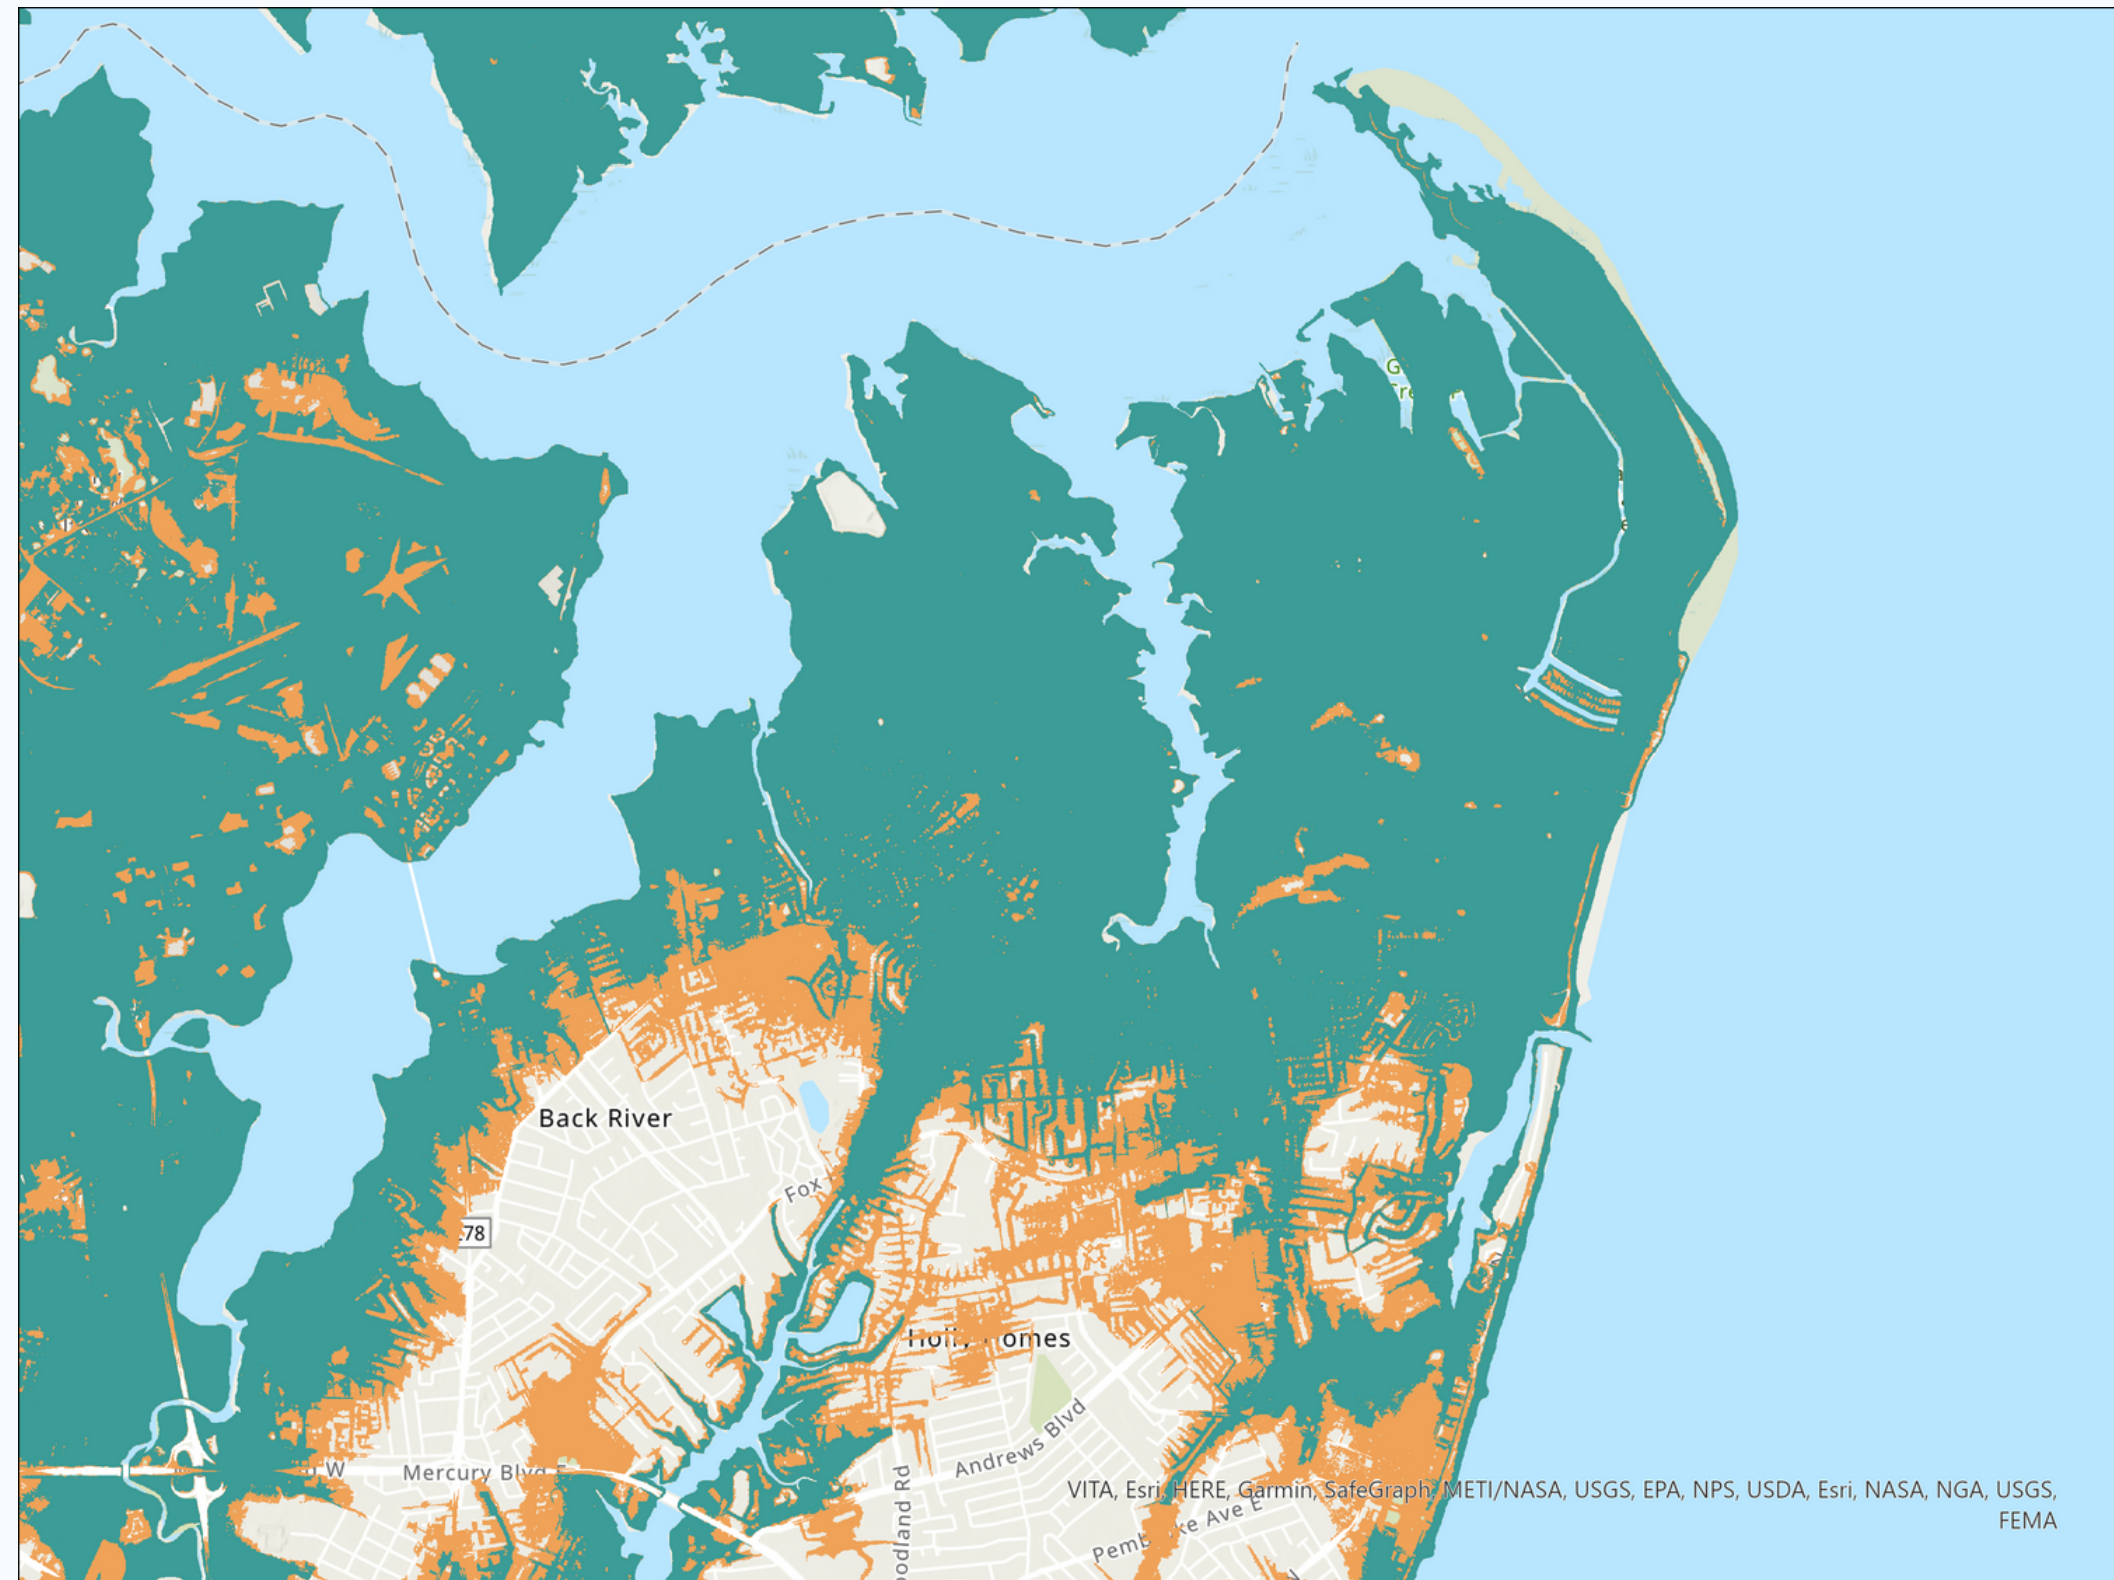 Back River
Fox
78
omes
Andrews Blvd
W
Mercury Blvd
VITA, Esri, HERE, Garmin, SafeGraph, METI/NASA, USGS, EPA, NPS, USDA, Esri, NASA, NGA, USGS,
FEMA
Ave E